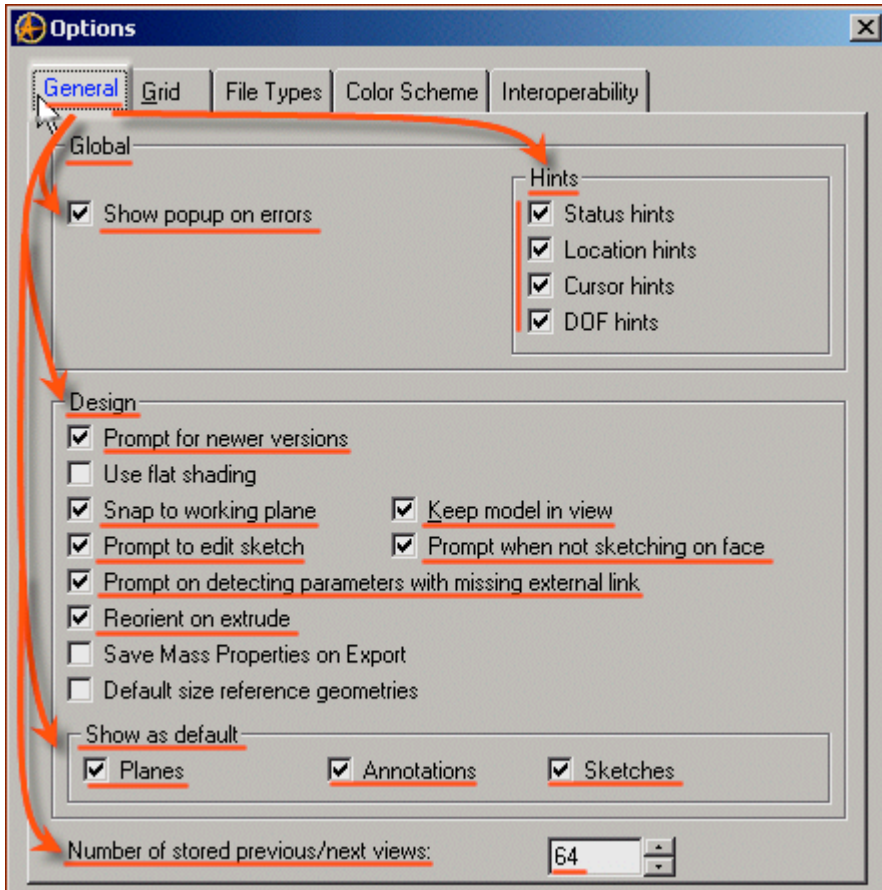 Options
General Grid File Types Color Scheme Interoperability
Global
Hints
Show popup on errors
Status hints
Location hints
Cursor hints
DOF hints
Design
Prompt for newer versions
Use flat shading
Snap to working plane Keep model in view
Prompt to edit sketch Prompt when not sketching on face
Prompt on detecting parameters with missing external link
Reorient on extrude
Save Mass Properties on Export
Default size reference geometries
Show as default
Planes Annotations Sketches
Number of stored previous/next views: 64